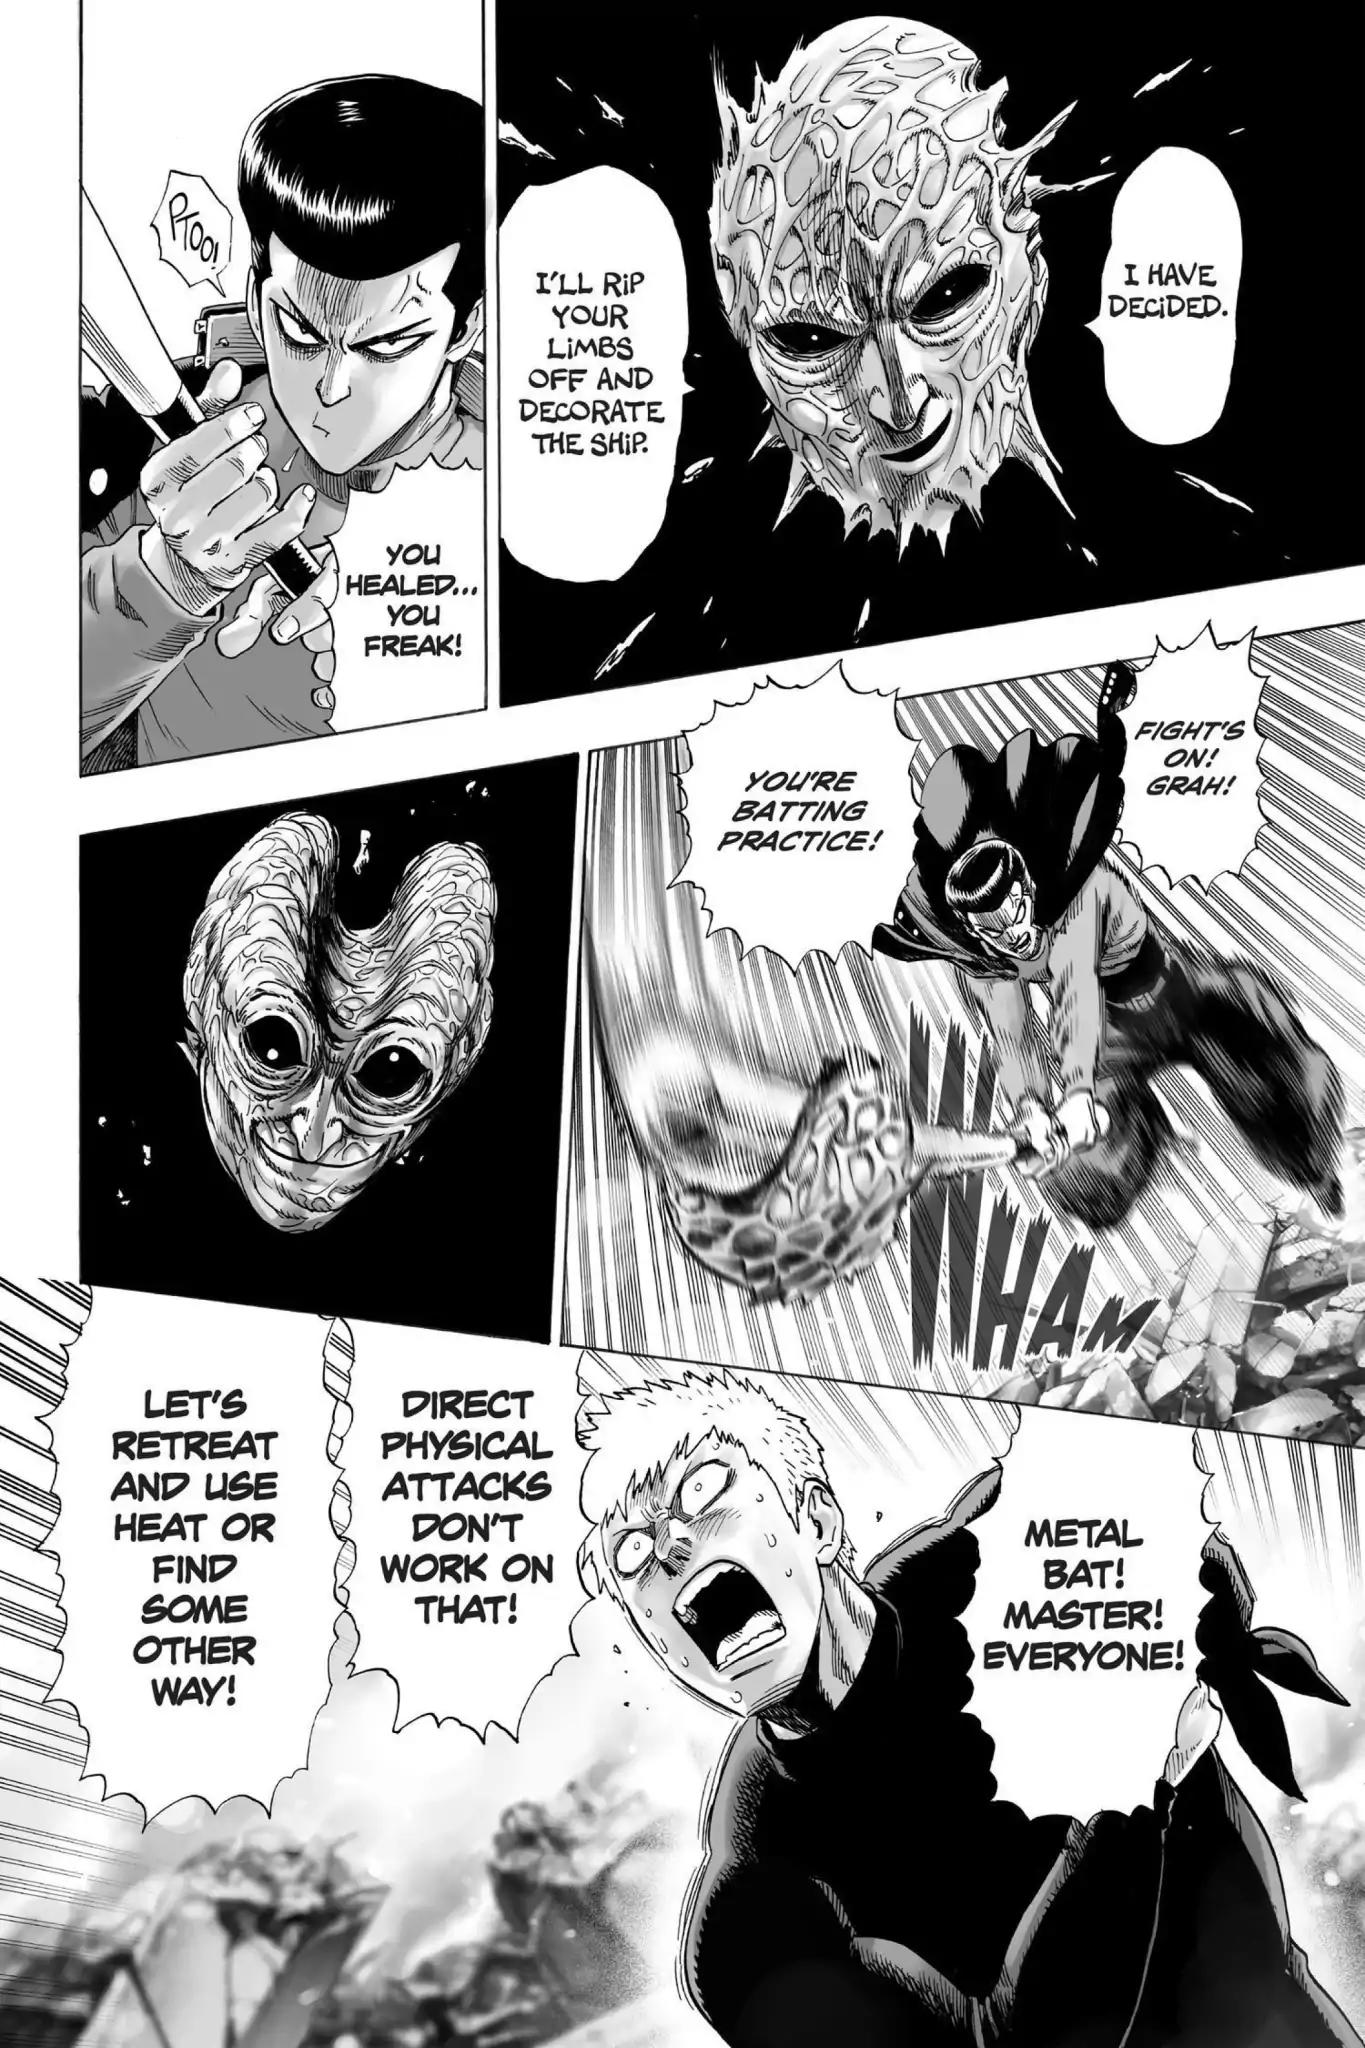 I HAVE
DECIDED.
I'LL RIP
YOUR
LIMBS
OFF AND
DECORATE
THE SHIP.
PTOO!
YOU
HEALED...
YOU
FREAK!
FIGHT'S
ON!
GRAH!
YOU'RE
BATTING
PRACTICE!
WHAM
METAL
BAT!
MASTER!
EVERYONE!
DIRECT
PHYSICAL
ATTACKS
DON'T
WORK ON
THAT!
LET'S
RETREAT
AND USE
HEAT OR
FIND
SOME
OTHER
WAY!